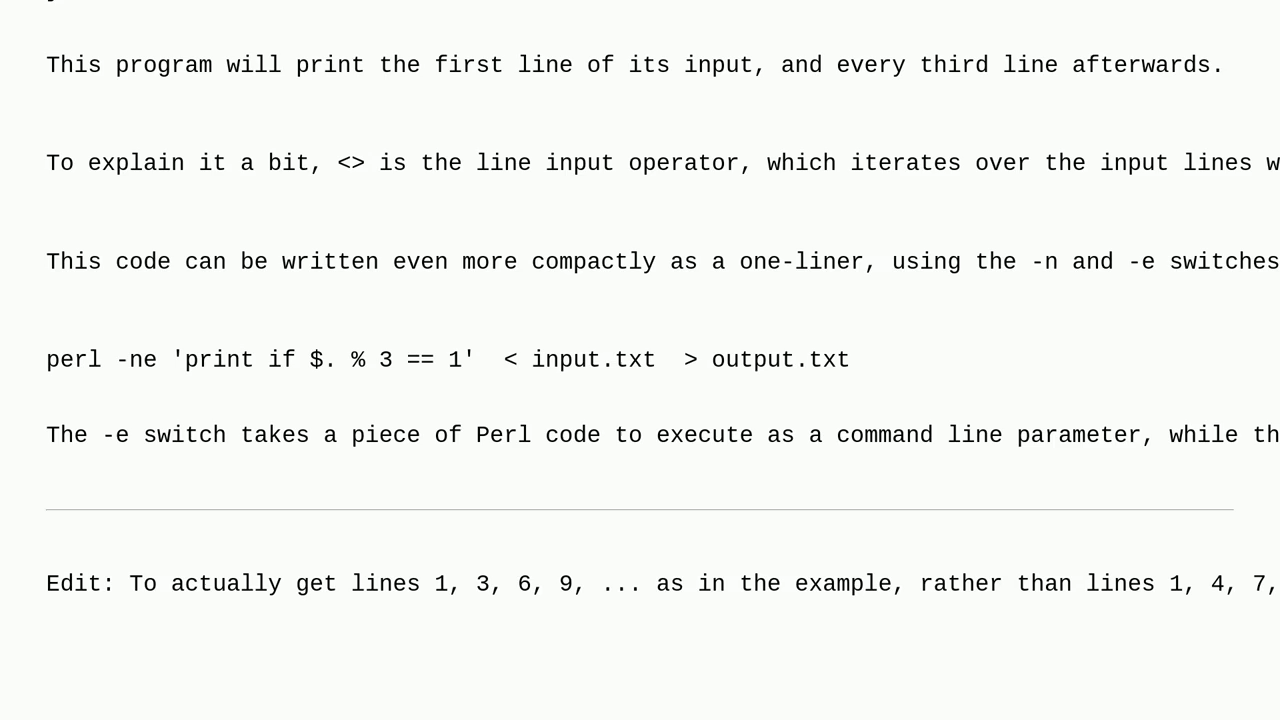 This program will print the first line of its input, and every third line afterwards.
To explain it a bit, <> is the line input operator, which iterates over the input lines
This code can be written even more compactly as a one-liner, using the -n and -e switches
perl -ne 'print if $. % 3 == 1'  < input.txt  > output.txt
The -e switch takes a piece of Perl code to execute as a command line parameter, while
Edit: To actually get lines 1, 3, 6, 9, ... as in the example, rather than lines 1, 4, 7,